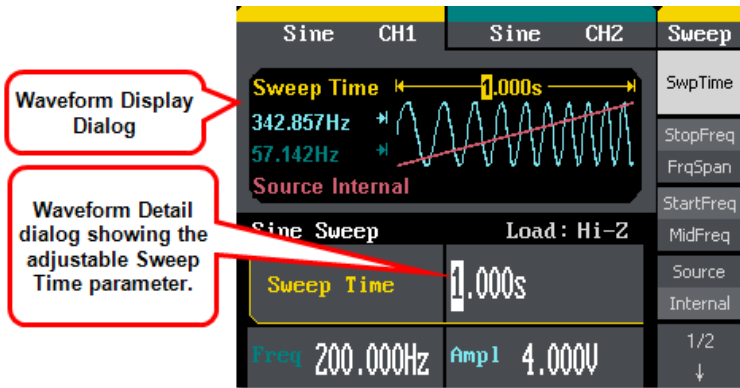 Sine CH1 Sine CH2 Sweep
Waveform Display
Dialog
Sweep Time 1.000s
342.857Hz
57.142Hz
Source Internal
SwpTime
StopFreq
FrqSpan
StartFreq
MidFreq
Source
Internal
1/2
↓
Waveform Detail
dialog showing the
adjustable Sweep
Time parameter.
Sine Sweep Load: Hi-Z
Sweep Time 1.000s
Freq 200.000Hz Ampl 4.000V